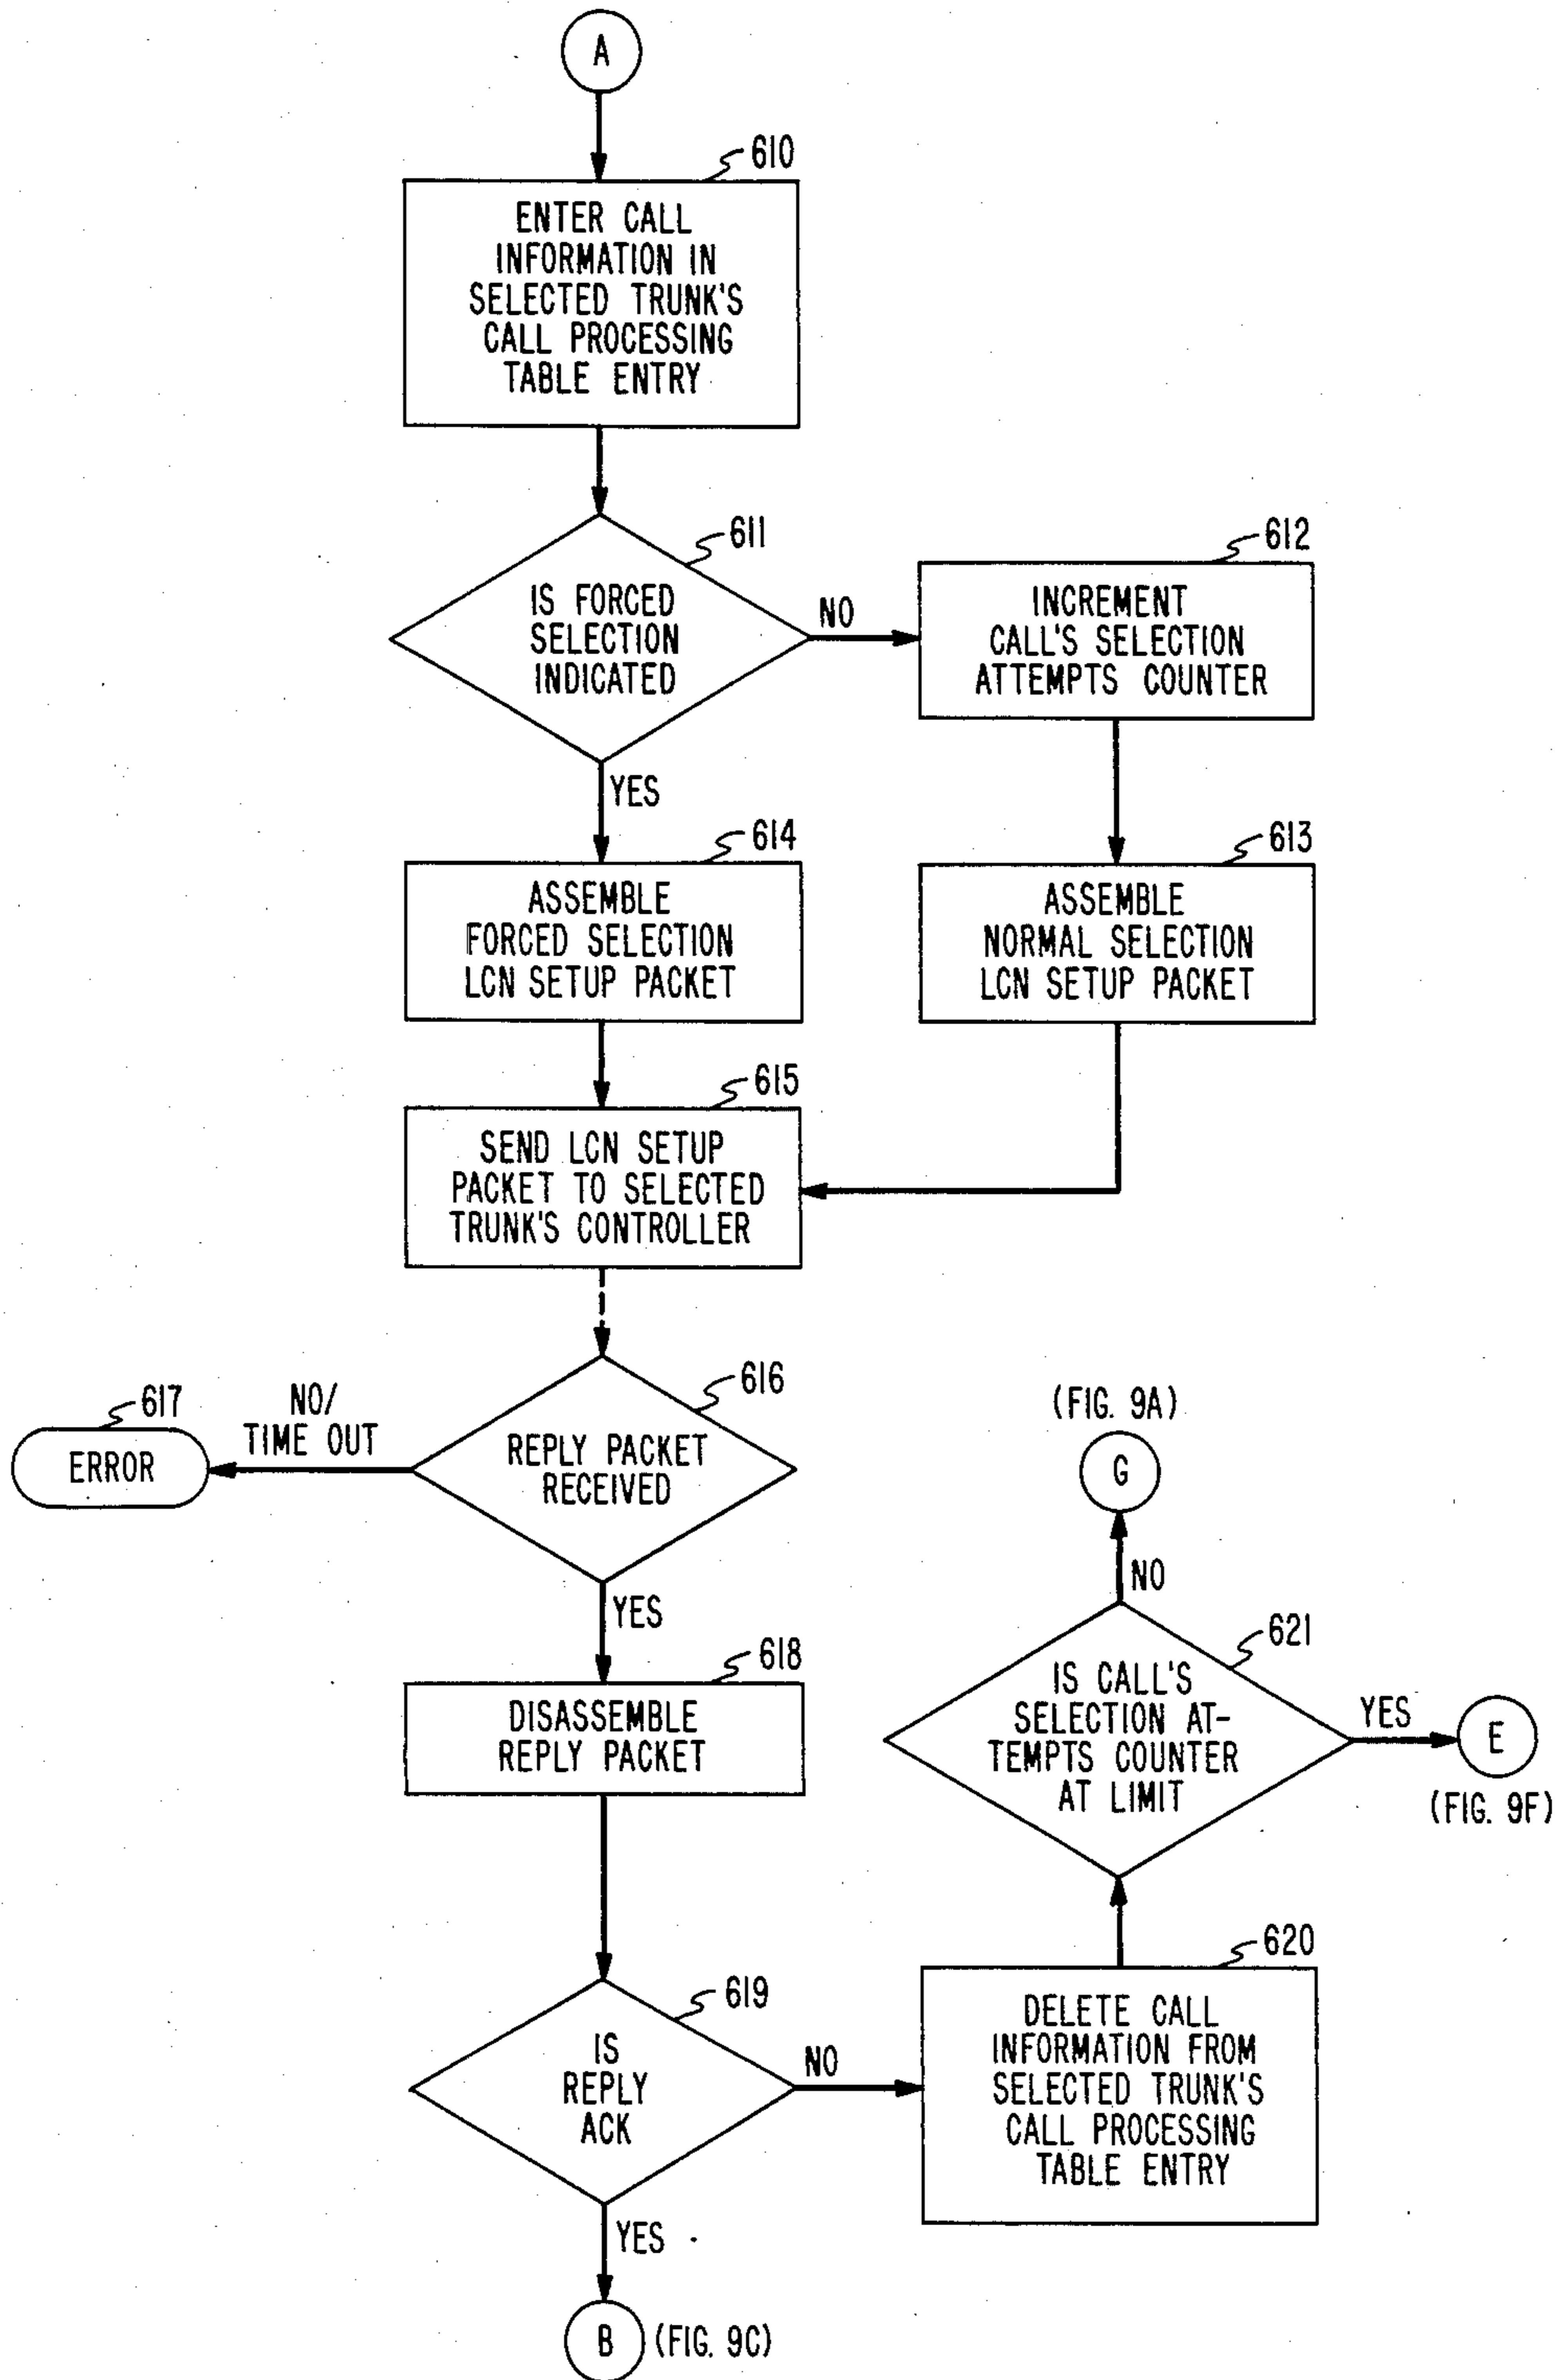 A
610
ENTER CALL
INFORMATION IN
SELECTED TRUNK'S
CALL PROCESSING
TABLE ENTRY
611
IS FORCED
SELECTION
INDICATED
NO
612
INCREMENT
CALL'S SELECTION
ATTEMPTS COUNTER
YES
614
ASSEMBLE
FORCED SELECTION
LCN SETUP PACKET
613
ASSEMBLE
NORMAL SELECTION
LCN SETUP PACKET
615
SEND LCN SETUP
PACKET TO SELECTED
TRUNK'S CONTROLLER
616
REPLY PACKET
RECEIVED
NO/
TIME OUT
617
ERROR
YES
618
DISASSEMBLE
REPLY PACKET
619
IS
REPLY
ACK
NO
620
DELETE CALL
INFORMATION FROM
SELECTED TRUNK'S
CALL PROCESSING
TABLE ENTRY
621
IS CALL'S
SELECTION AT-
TEMPTS COUNTER
AT LIMIT
NO
G
(FIG. 9A)
YES
E
(FIG. 9F)
YES
B (FIG. 9C)